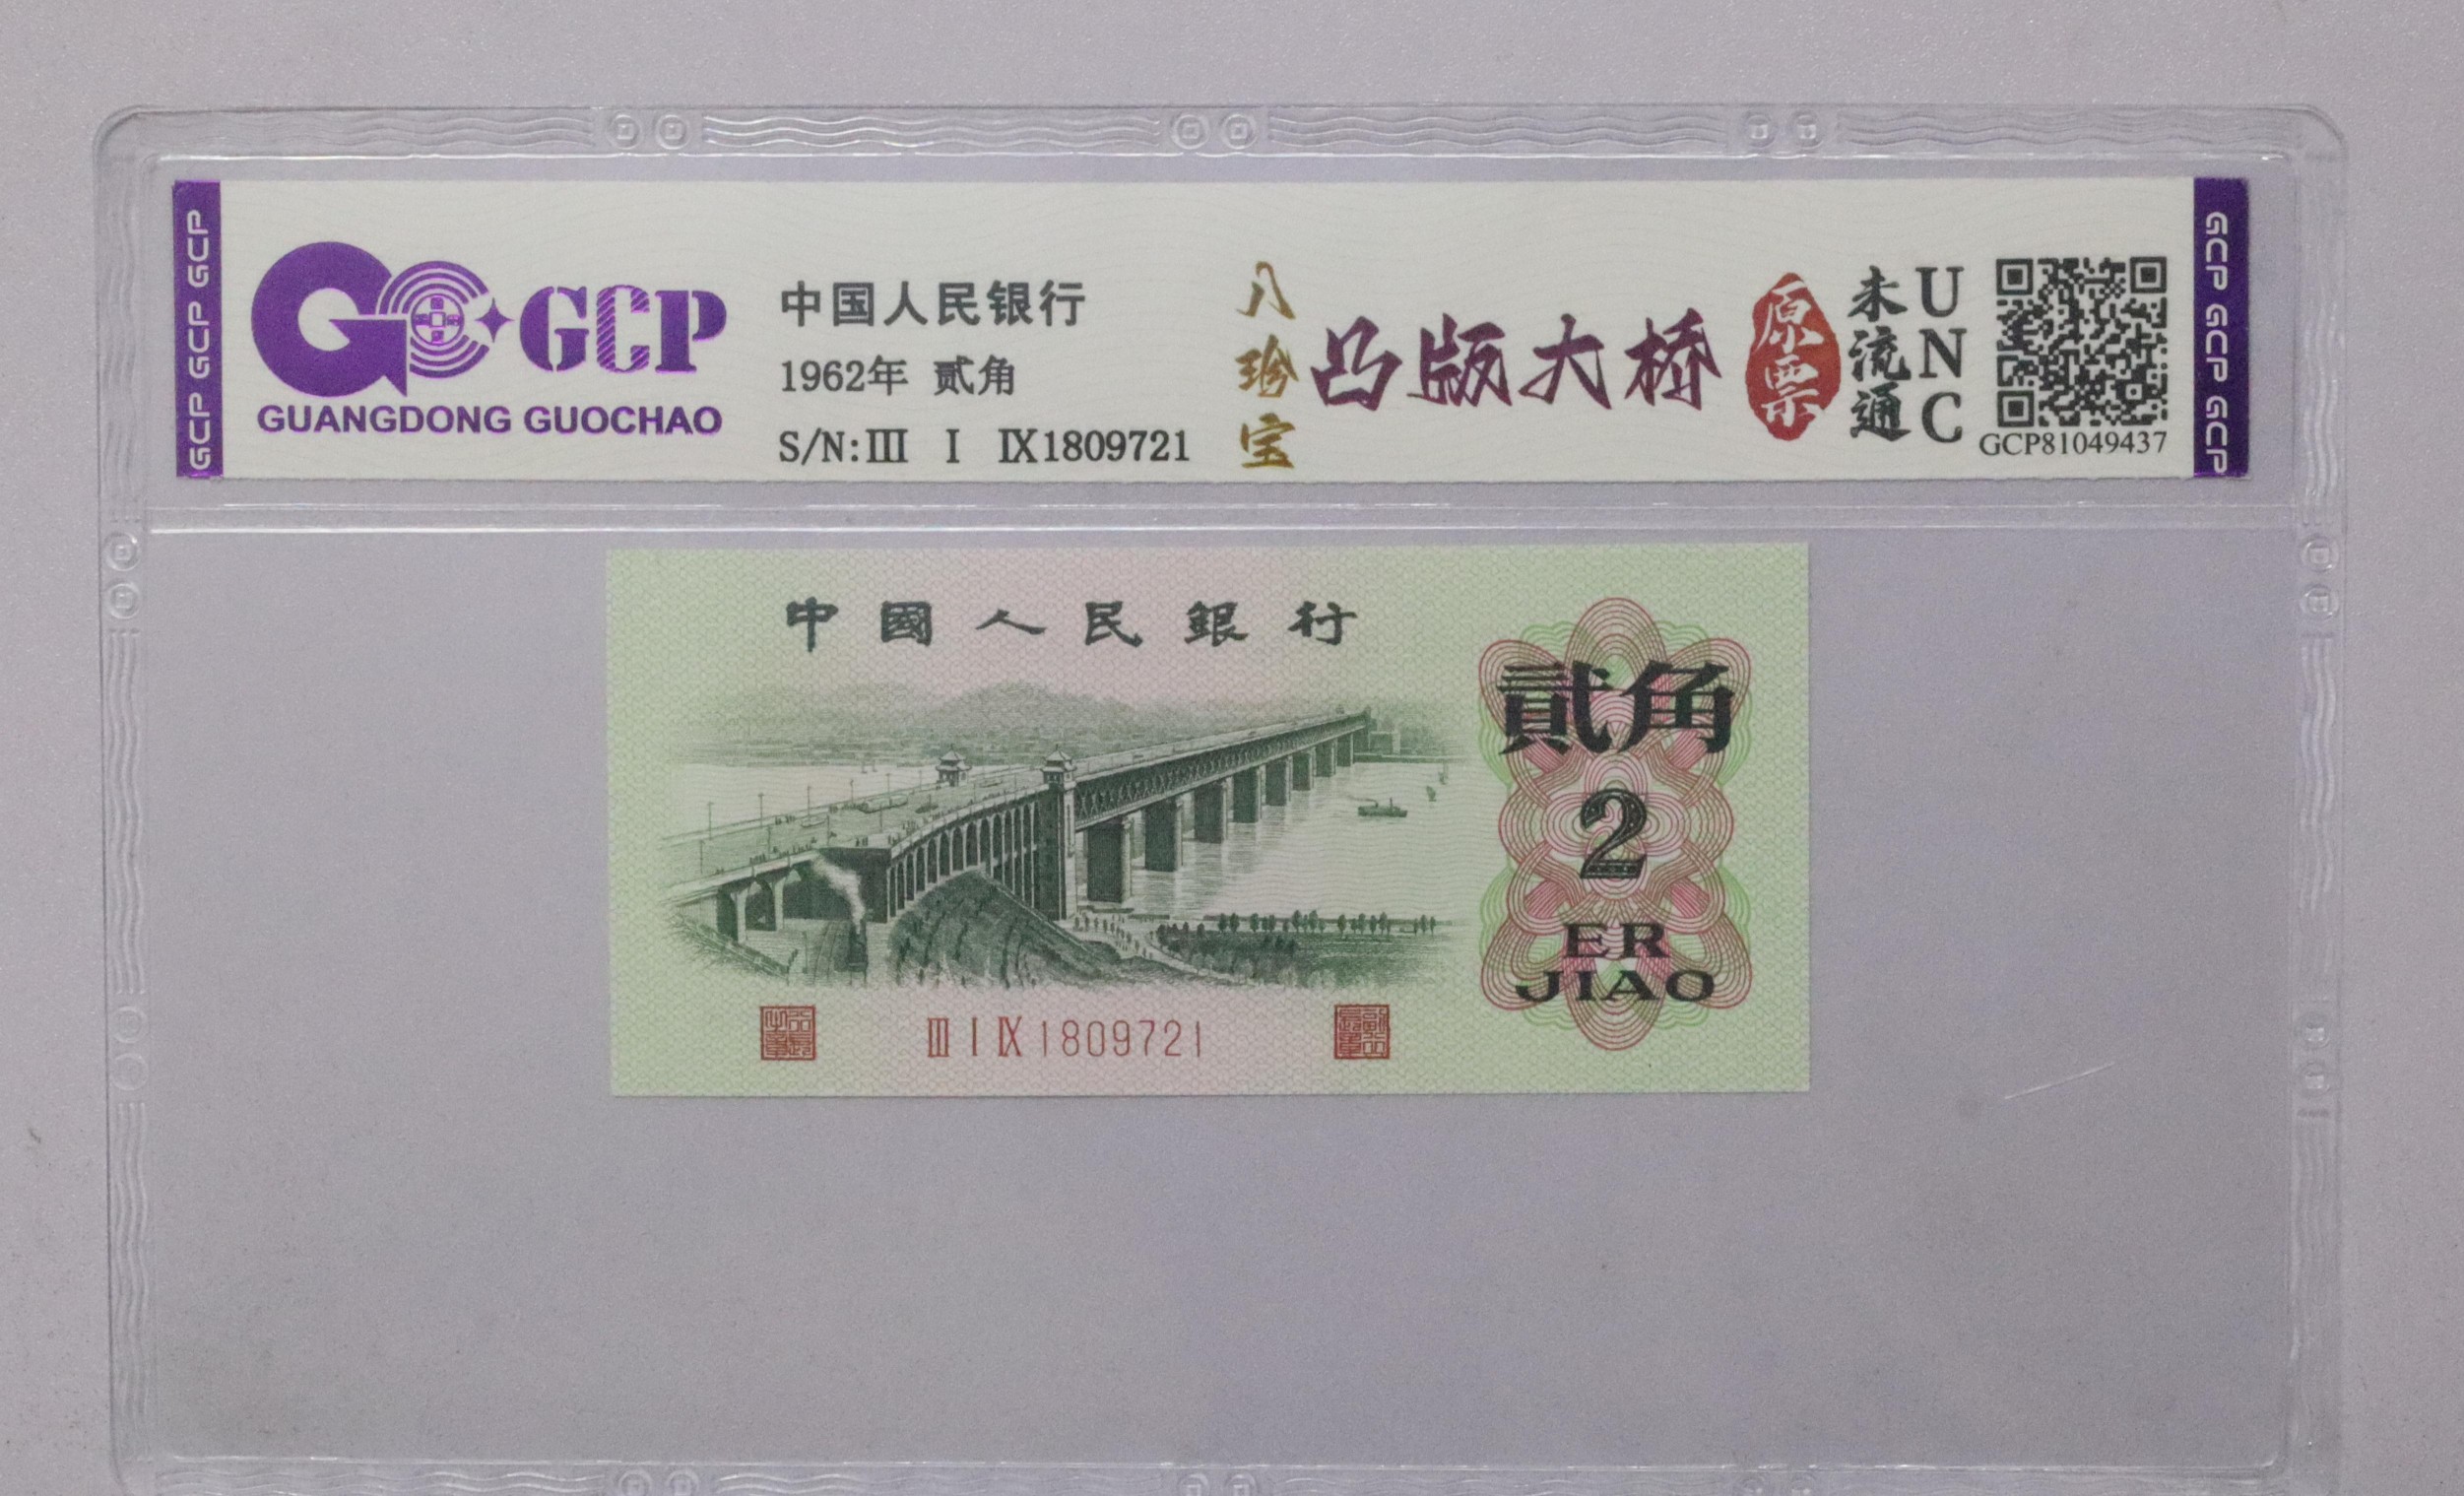 GCP GCP GCP
GCP
GUANGDONG GUOCHAO
中国人民银行
1962年 贰角
S/N:Ⅲ Ⅰ Ⅸ1809721
八珍宝
凸版大桥
原票
未流通
UNC
GCP81049437
GCP GCP GCP
中國人民銀行
貳角
2
ER
JIAO
Ⅲ Ⅰ Ⅸ 1809721